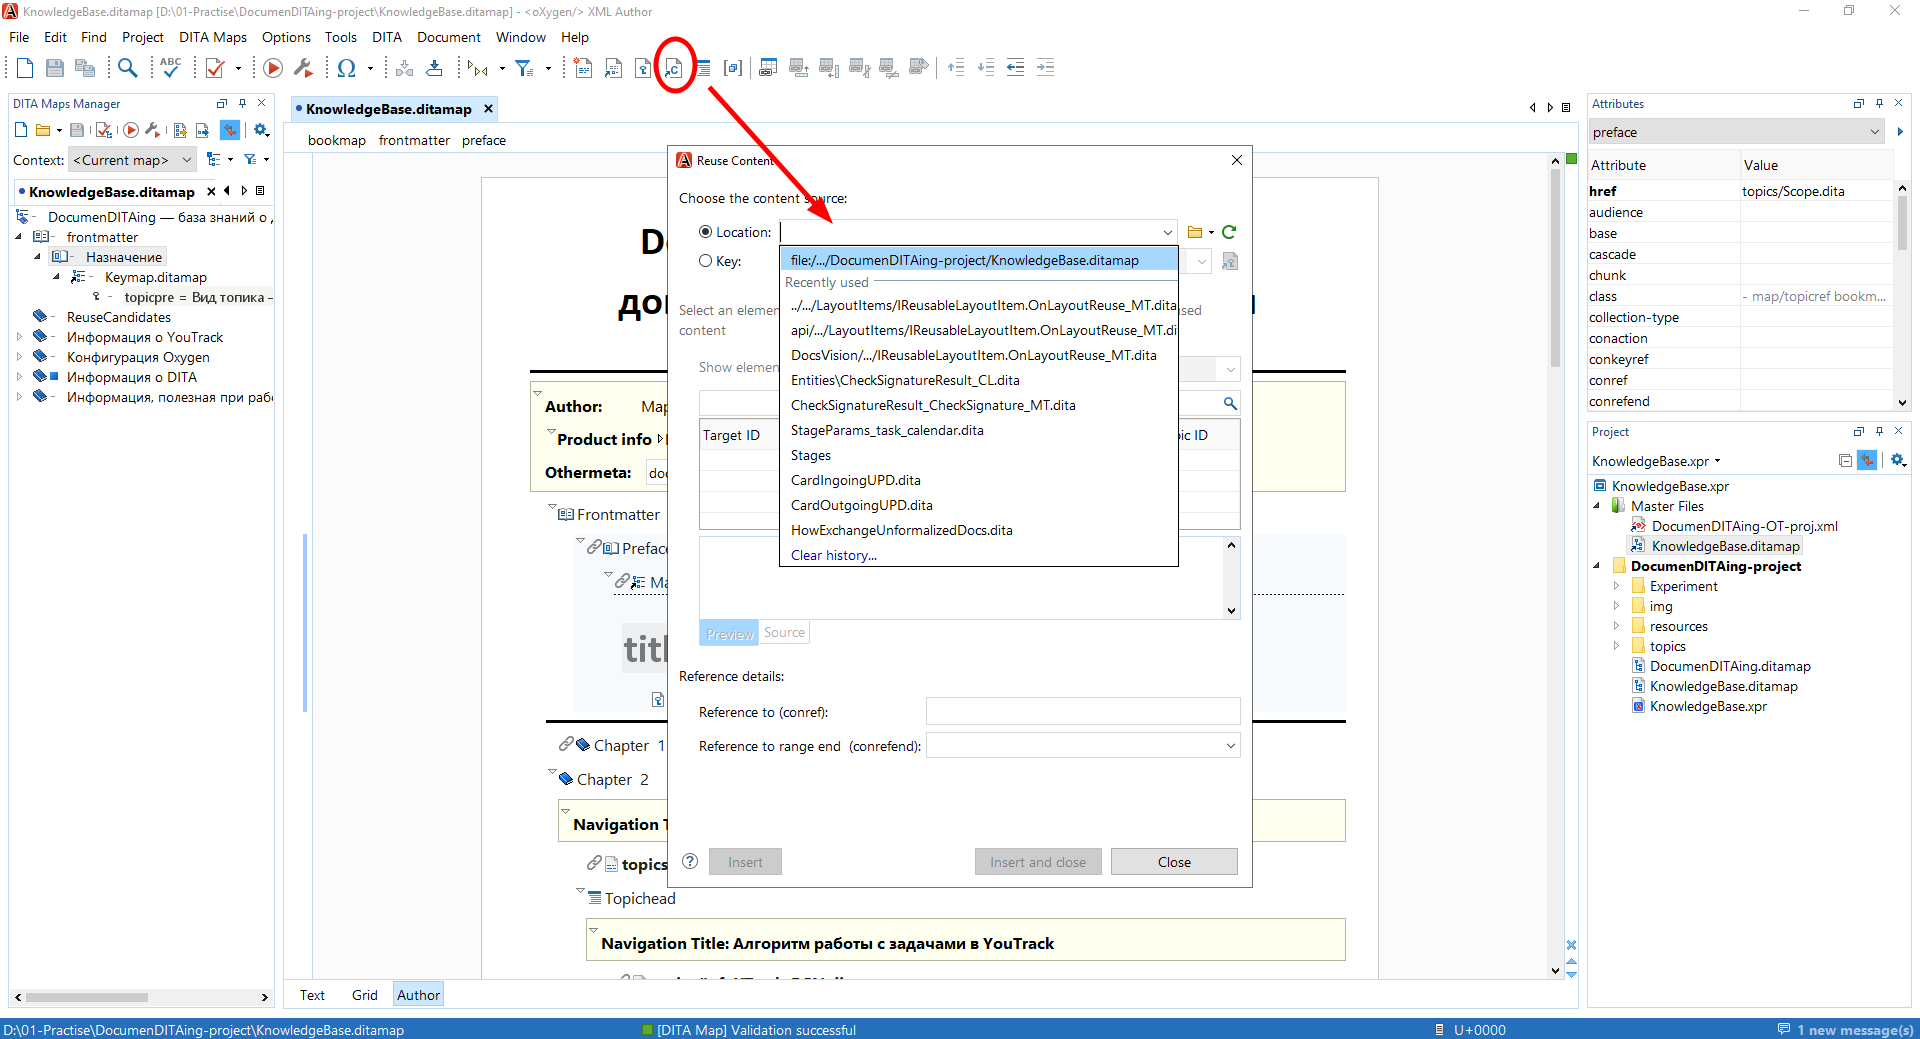 KnowledgeBase.ditamap [D:\01-Practise\DocumenDITAing-project\KnowledgeBase.ditamap] - <oXygen/> XML Author
File Edit Find Project DITA Maps Options Tools DITA Document Window Help
DITA Maps Manager
Context: <Current map>
KnowledgeBase.ditamap
DocumenDITAing — база знаний о
frontmatter
Назначение
Keymap.ditamap
topicpre = Вид топика –
ReuseCandidates
Информация о YouTrack
Конфигурация Oxygen
Информация о DITA
Информация, полезная при раб
KnowledgeBase.ditamap
bookmap frontmatter preface
Author:
Product info
Othermeta:
Frontmatter
Preface
title
Chapter 1
Chapter 2
Navigation T
topics
Topichead
Navigation Title: Алгоритм работы с задачами в YouTrack
Text Grid Author
Reuse Content
Choose the content source:
Location:
Key:
file:/.../DocumenDITAing-project/KnowledgeBase.ditamap
Recently used
../.../LayoutItems/IReusableLayoutItem.OnLayoutReuse_MT.dita
api/.../LayoutItems/IReusableLayoutItem.OnLayoutReuse_MT.di
DocsVision/.../IReusableLayoutItem.OnLayoutReuse_MT.dita
Entities\CheckSignatureResult_CL.dita
CheckSignatureResult_CheckSignature_MT.dita
StageParams_task_calendar.dita
Stages
CardIngoingUPD.dita
CardOutgoingUPD.dita
HowExchangeUnformalizedDocs.dita
Clear history...
Select an elemen
content
Show elemen
Target ID
Preview Source
Reference details:
Reference to (conref):
Reference to range end (conrefend):
Insert Insert and close Close
Attributes
preface
Attribute Value
href topics/Scope.dita
audience
base
cascade
chunk
class - map/topicref bookm...
collection-type
conaction
conkeyref
conref
conrefend
Project
KnowledgeBase.xpr
KnowledgeBase.xpr
Master Files
DocumenDITAing-OT-proj.xml
KnowledgeBase.ditamap
DocumenDITAing-project
Experiment
img
resources
topics
DocumenDITAing.ditamap
KnowledgeBase.ditamap
KnowledgeBase.xpr
D:\01-Practise\DocumenDITAing-project\KnowledgeBase.ditamap
[DITA Map] Validation successful
U+0000
1 new message(s)